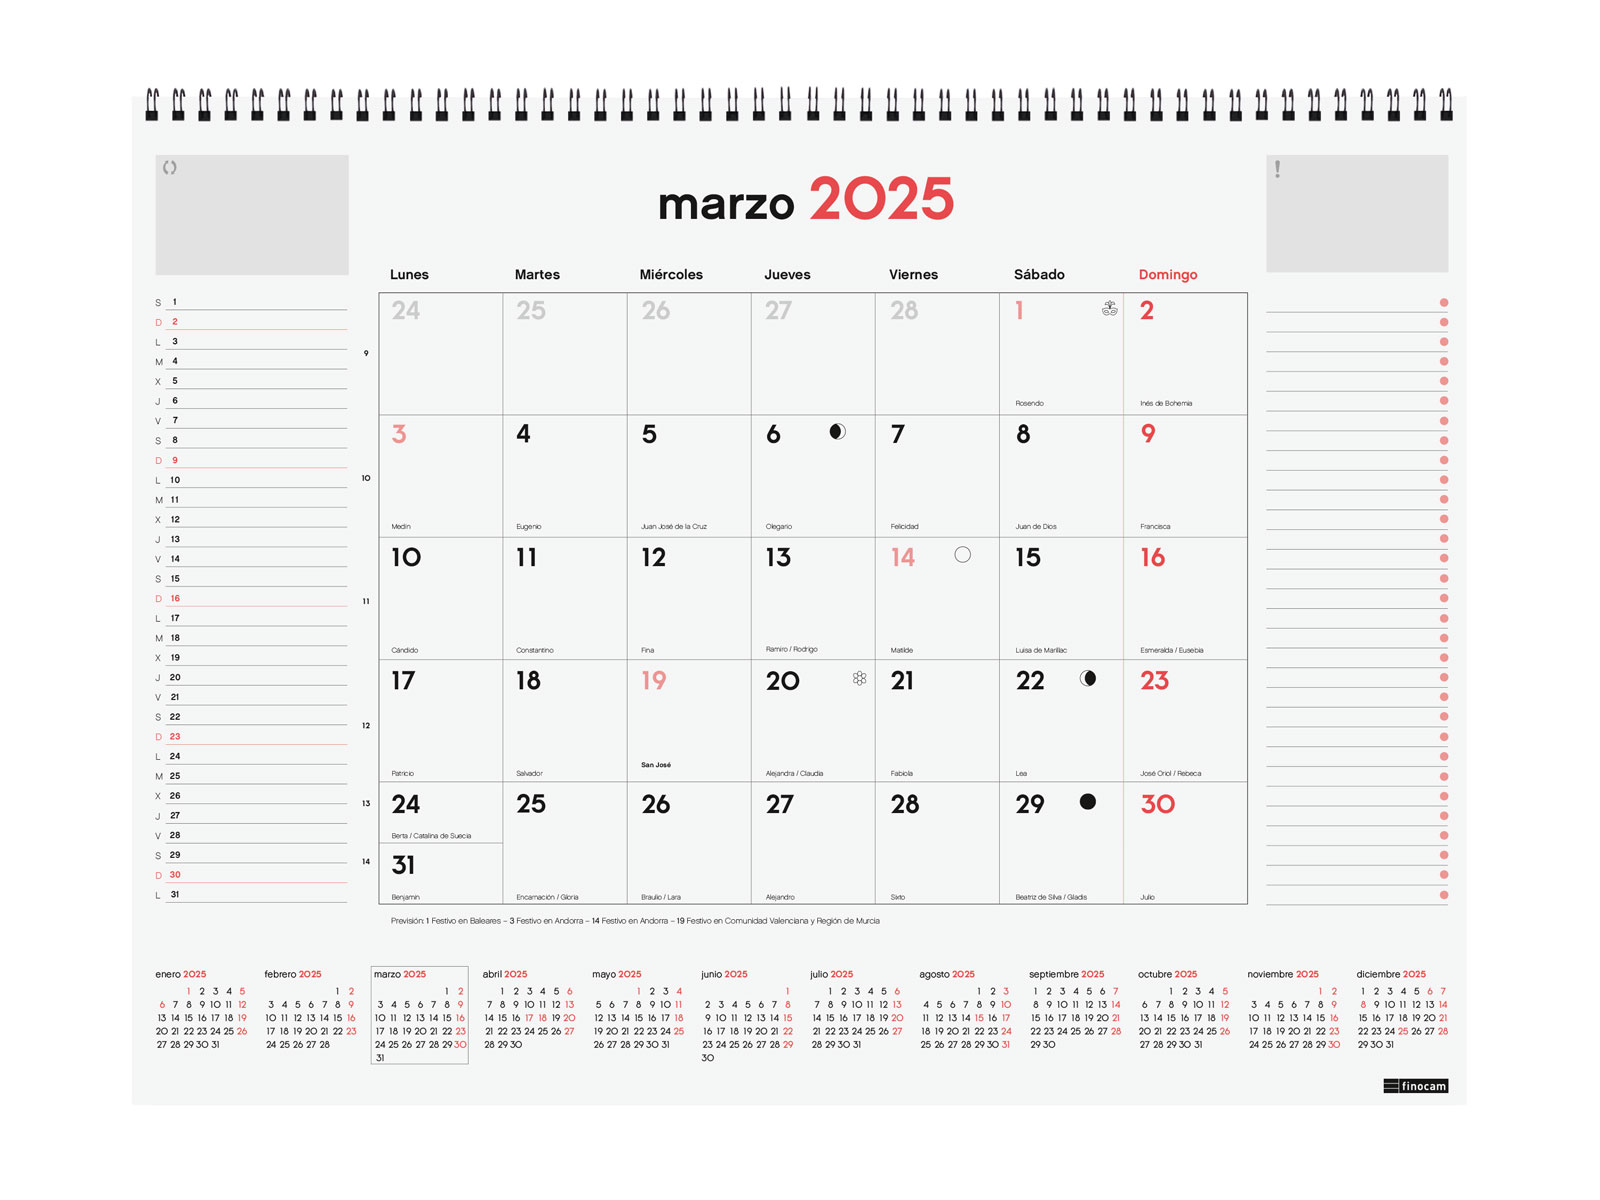 !
marzo 2025
Lunes Martes Miércoles Jueves Viernes Sábado Domingo
S 1
D 2
L 3
M 4
X 5
J 6
V 7
S 8
D 9
L 10
M 11
X 12
J 13
V 14
S 15
D 16
L 17
M 18
X 19
J 20
V 21
S 22
D 23
L 24
M 25
X 26
J 27
V 28
S 29
D 30
L 31
24 25 26 27 28 1 2
9
Rosendo Inés de Bohemia
3 4 5 6 7 8 9
10
Medín Eugenio Juan José de la Cruz Olegario Felicidad Juan de Dios Francisca
10 11 12 13 14 15 16
11
Cándido Constantino Fina Ramiro / Rodrigo Matilde Luisa de Marillac Esmeralda / Eusebia
17 18 19 20 21 22 23
12
San José
Patricio Salvador Alejandra / Claudia Fabiola Lea José Oriol / Rebeca
13 24 25 26 27 28 29 30
Berta / Catalina de Suecia
14 31
Benjamín Encarnación / Gloria Braulio / Lara Alejandro Sixto Beatriz de Silva / Gladis Julio
Previsión: 1 Festivo en Baleares – 3 Festivo en Andorra – 14 Festivo en Andorra – 19 Festivo en Comunidad Valenciana y Región de Murcia
enero 2025
1 2 3 4 5
6 7 8 9 10 11 12
13 14 15 16 17 18 19
20 21 22 23 24 25 26
27 28 29 30 31
febrero 2025
1 2
3 4 5 6 7 8 9
10 11 12 13 14 15 16
17 18 19 20 21 22 23
24 25 26 27 28
marzo 2025
1 2
3 4 5 6 7 8 9
10 11 12 13 14 15 16
17 18 19 20 21 22 23
24 25 26 27 28 29 30
31
abril 2025
1 2 3 4 5 6
7 8 9 10 11 12 13
14 15 16 17 18 19 20
21 22 23 24 25 26 27
28 29 30
mayo 2025
1 2 3 4
5 6 7 8 9 10 11
12 13 14 15 16 17 18
19 20 21 22 23 24 25
26 27 28 29 30 31
junio 2025
1
2 3 4 5 6 7 8
9 10 11 12 13 14 15
16 17 18 19 20 21 22
23 24 25 26 27 28 29
30
julio 2025
1 2 3 4 5 6
7 8 9 10 11 12 13
14 15 16 17 18 19 20
21 22 23 24 25 26 27
28 29 30 31
agosto 2025
1 2 3
4 5 6 7 8 9 10
11 12 13 14 15 16 17
18 19 20 21 22 23 24
25 26 27 28 29 30 31
septiembre 2025
1 2 3 4 5 6 7
8 9 10 11 12 13 14
15 16 17 18 19 20 21
22 23 24 25 26 27 28
29 30
octubre 2025
1 2 3 4 5
6 7 8 9 10 11 12
13 14 15 16 17 18 19
20 21 22 23 24 25 26
27 28 29 30 31
noviembre 2025
1 2
3 4 5 6 7 8 9
10 11 12 13 14 15 16
17 18 19 20 21 22 23
24 25 26 27 28 29 30
diciembre 2025
1 2 3 4 5 6 7
8 9 10 11 12 13 14
15 16 17 18 19 20 21
22 23 24 25 26 27 28
29 30 31
finocam